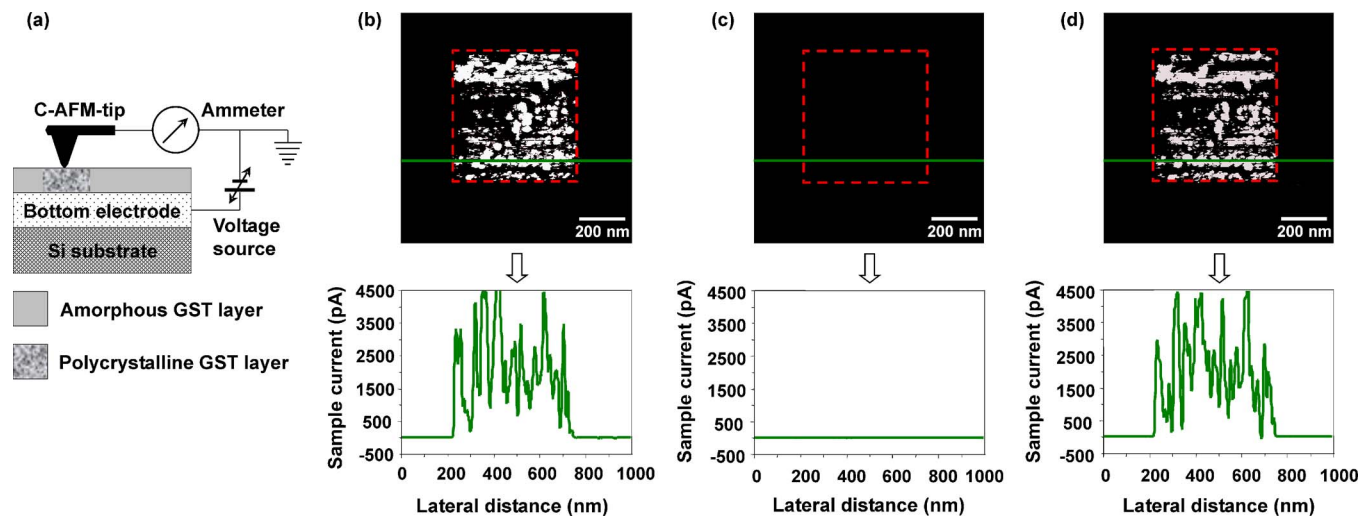 (a)
C-AFM-tip
Ammeter
Bottom electrode
Si substrate
Voltage
source
Amorphous GST layer
Polycrystalline GST layer
(b)
200 nm
4500
3500
2500
1500
500
-500
Sample current (pA)
0 200 400 600 800 1000
Lateral distance (nm)
(c)
200 nm
4500
3500
2500
1500
500
-500
Sample current (pA)
0 200 400 600 800 1000
Lateral distance (nm)
(d)
200 nm
4500
3500
2500
1500
500
-500
Sample current (pA)
0 200 400 600 800 1000
Lateral distance (nm)